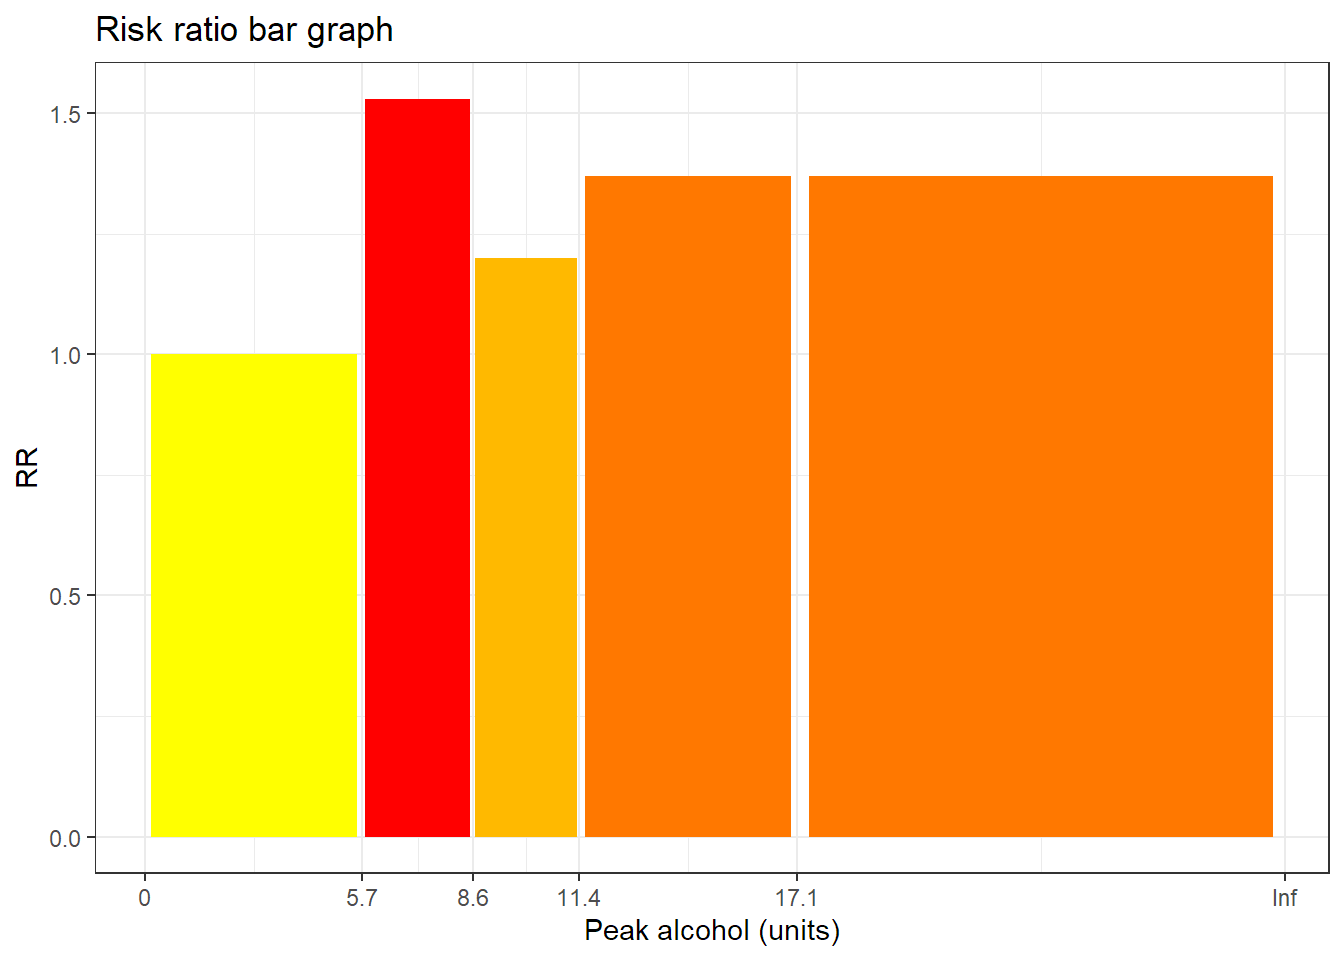 Risk ratio bar graph
1.5
1.0
0.5
0.0
RR
0 5.7 8.6 11.4 17.1 Inf
Peak alcohol (units)